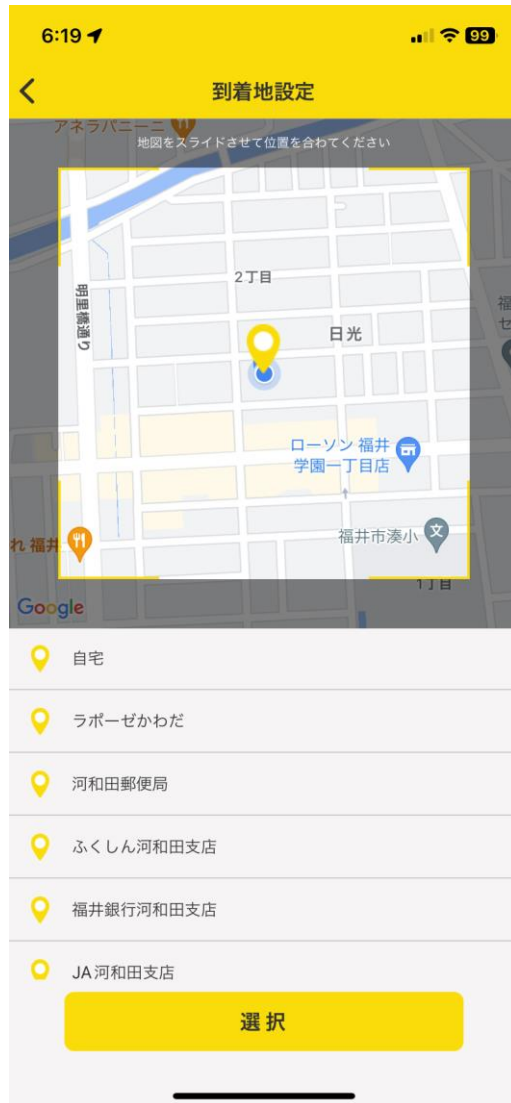 6:19
99
到着地設定
アネラパニーニ
地図をスライドさせて位置を合わてください
2丁目
明里橋通り
福
セ
日光
ローソン 福井
学園一丁目店
福井市湊小
れ 福井
1丁目
Google
自宅
ラポーゼかわだ
河和田郵便局
ふくしん河和田支店
福井銀行河和田支店
JA河和田支店
選択